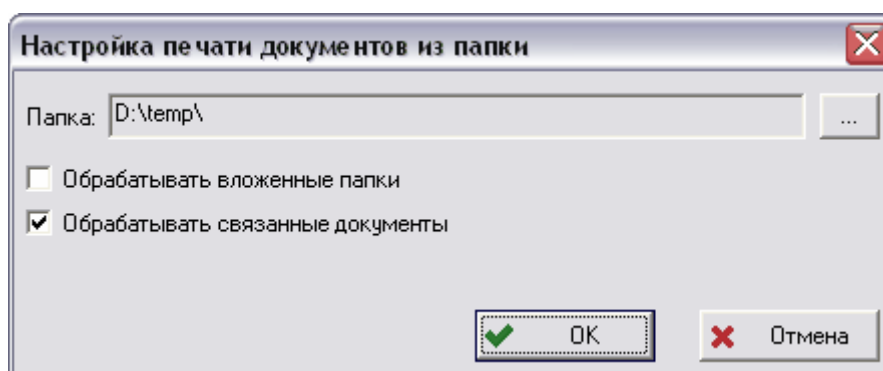 Настройка печати документов из папки
Папка: D:\temp\ ...
Обрабатывать вложенные папки
Обрабатывать связанные документы
OK Отмена